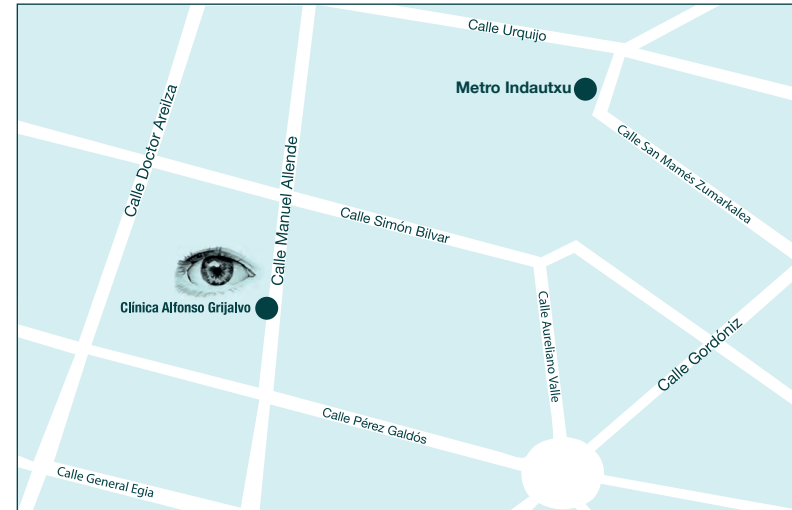 Calle Urquijo
Metro Indautxu
Calle Doctor Areilza
Calle San Mamés Zumarkalea
Calle Manuel Allende
Calle Simón Bilvar
Clínica Alfonso Grijalvo
Calle Aureliano Valle
Calle Gordóniz
Calle Pérez Galdós
Calle General Egia